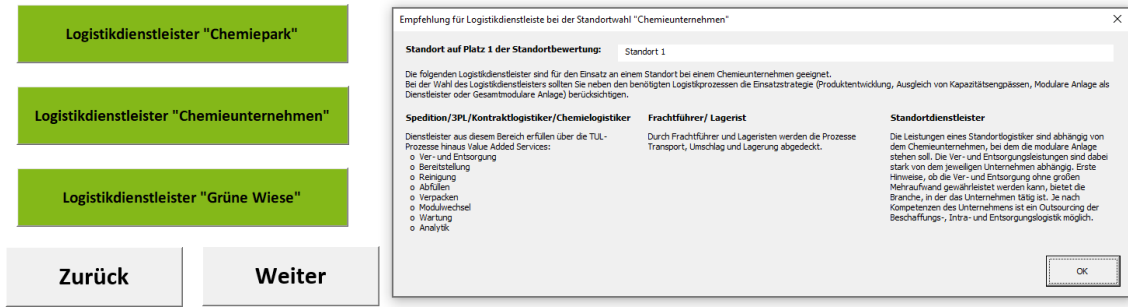 Logistikdienstleister "Chemiepark"
Logistikdienstleister "Chemieunternehmen"
Logistikdienstleister "Grüne Wiese"
Zurück
Weiter
Empfehlung für Logistikdienstleiste bei der Standortwahl "Chemieunternehmen"
Standort auf Platz 1 der Standortbewertung:
Standort 1
Die folgenden Logistikdienstleister sind für den Einsatz an einem Standort bei einem Chemieunternehmen geeignet.
Bei der Wahl des Logistikdienstleisters sollten Sie neben den benötigten Logistikprozessen die Einsatzstrategie (Produktentwicklung, Ausgleich von Kapazitätsengpässen, Modulare Anlage als
Dienstleister oder Gesamtmodulare Anlage) berücksichtigen.
Spedition/3PL/Kontraktlogistiker/Chemielogistiker
Dienstleister aus diesem Bereich erfüllen über die TUL-
Prozesse hinaus Value Added Services:
o Ver- und Entsorgung
o Bereitstellung
o Reinigung
o Abfüllen
o Verpacken
o Modulwechsel
o Wartung
o Analytik
Frachtführer/ Lagerist
Durch Frachtführer und Lageristen werden die Prozesse
Transport, Umschlag und Lagerung abgedeckt.
Standortdienstleister
Die Leistungen eines Standortlogistiker sind abhängig von
dem Chemieunternehmen, bei dem die modulare Anlage
stehen soll. Die Ver- und Entsorgungsleistungen sind dabei
stark von dem jeweiligen Unternehmen abhängig. Erste
Hinweise, ob die Ver- und Entsorgung ohne großen
Mehraufwand gewährleistet werden kann, bietet die
Branche, in der das Unternehmen tätig ist. Je nach
Kompetenzen des Unternehmens ist ein Outsourcing der
Beschaffungs-, Intra- und Entsorgungslogistik möglich.
OK